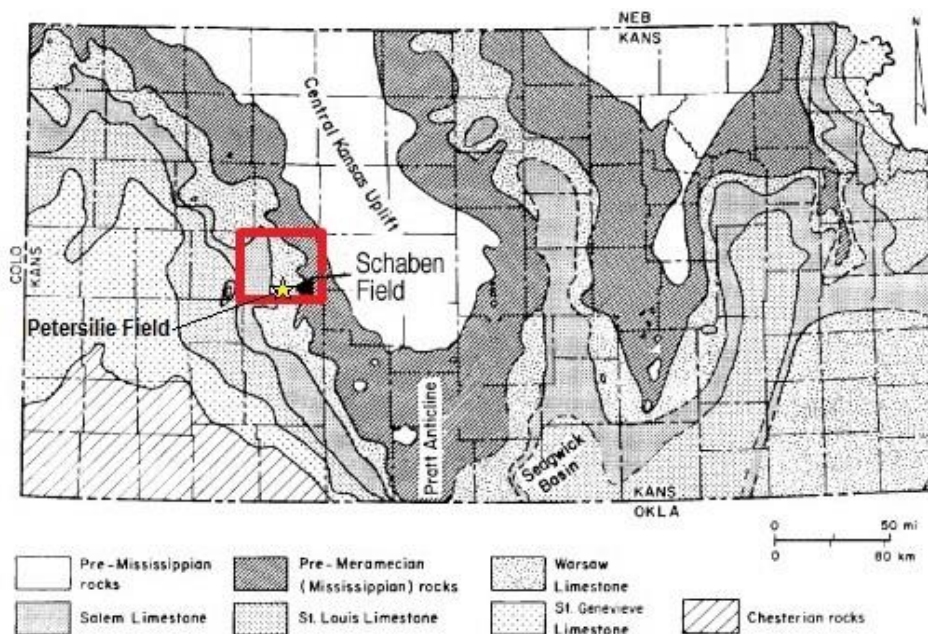 NEB
KANS
N
Central Kansas Uplift
COLO
KANS
Schaben
Field
Petersilie Field
Pratt Anticline
Sedgwick
Basin
KANS
OKLA
0 50 mi
0 80 km
Pre-Mississippian
rocks
Pre-Meramecian
(Mississippian) rocks
Warsaw
Limestone
Salem Limestone
St. Louis Limestone
St. Genevieve
Limestone
Chesterian rocks